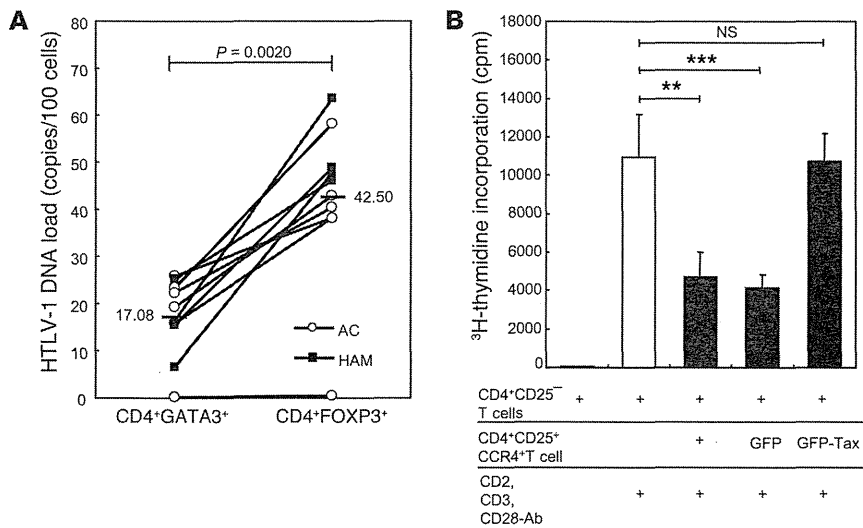 A
HTLV-1 DNA load (copies/100 cells)
80
70
60
50
40
30
20
10
0
P = 0.0020
17.08
42.50
AC
HAM
CD4⁺GATA3⁺
CD4⁺FOXP3⁺
B
³H-thymidine incorporation (cpm)
18000
16000
14000
12000
10000
8000
6000
4000
2000
0
NS
***
**
CD4⁺CD25⁻ T cells
+ + + + +
CD4⁺CD25⁺
CCR4⁺T cell
+ GFP GFP-Tax
CD2,
CD3,
CD28-Ab
+ + + +